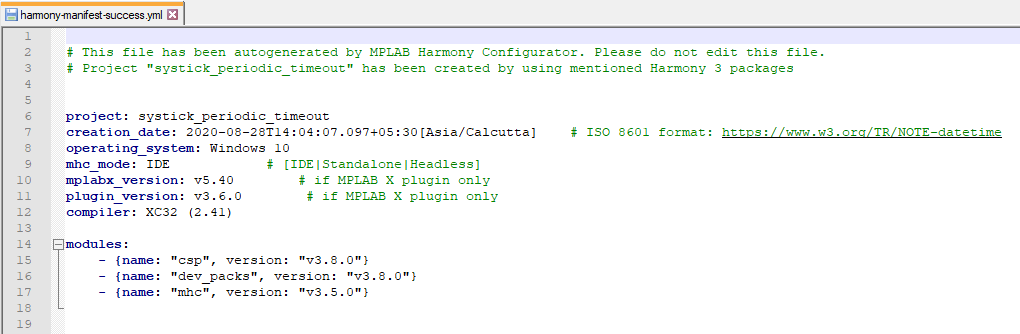 harmony-manifest-success.yml
1
2 # This file has been autogenerated by MPLAB Harmony Configurator. Please do not edit this file.
3 # Project "systick_periodic_timeout" has been created by using mentioned Harmony 3 packages
4
5
6 project: systick_periodic_timeout
7 creation_date: 2020-08-28T14:04:07.097+05:30[Asia/Calcutta] # ISO 8601 format: https://www.w3.org/TR/NOTE-datetime
8 operating_system: Windows 10
9 mhc_mode: IDE # [IDE|Standalone|Headless]
10 mplabx_version: v5.40 # if MPLAB X plugin only
11 plugin_version: v3.6.0 # if MPLAB X plugin only
12 compiler: XC32 (2.41)
13
14 modules:
15 - {name: "csp", version: "v3.8.0"}
16 - {name: "dev_packs", version: "v3.8.0"}
17 - {name: "mhc", version: "v3.5.0"}
18
19